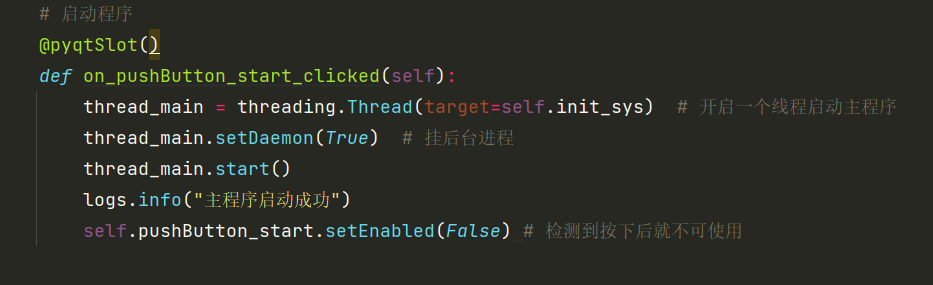 # 启动程序
@pyqtSlot()
def on_pushButton_start_clicked(self):
thread_main = threading.Thread(target=self.init_sys)  # 开启一个线程启动主程序
thread_main.setDaemon(True)  # 挂后台进程
thread_main.start()
logs.info("主程序启动成功")
self.pushButton_start.setEnabled(False) # 检测到按下后就不可使用